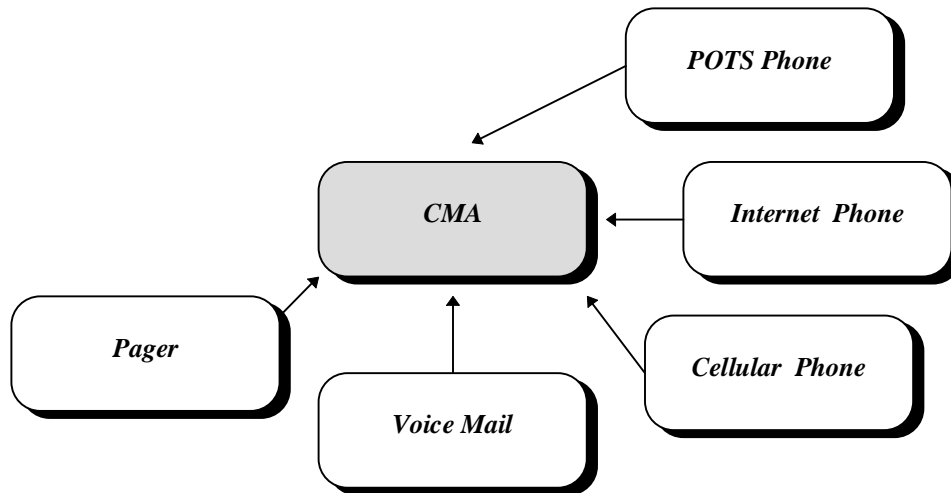 POTS Phone
CMA
Internet Phone
Pager
Cellular Phone
Voice Mail